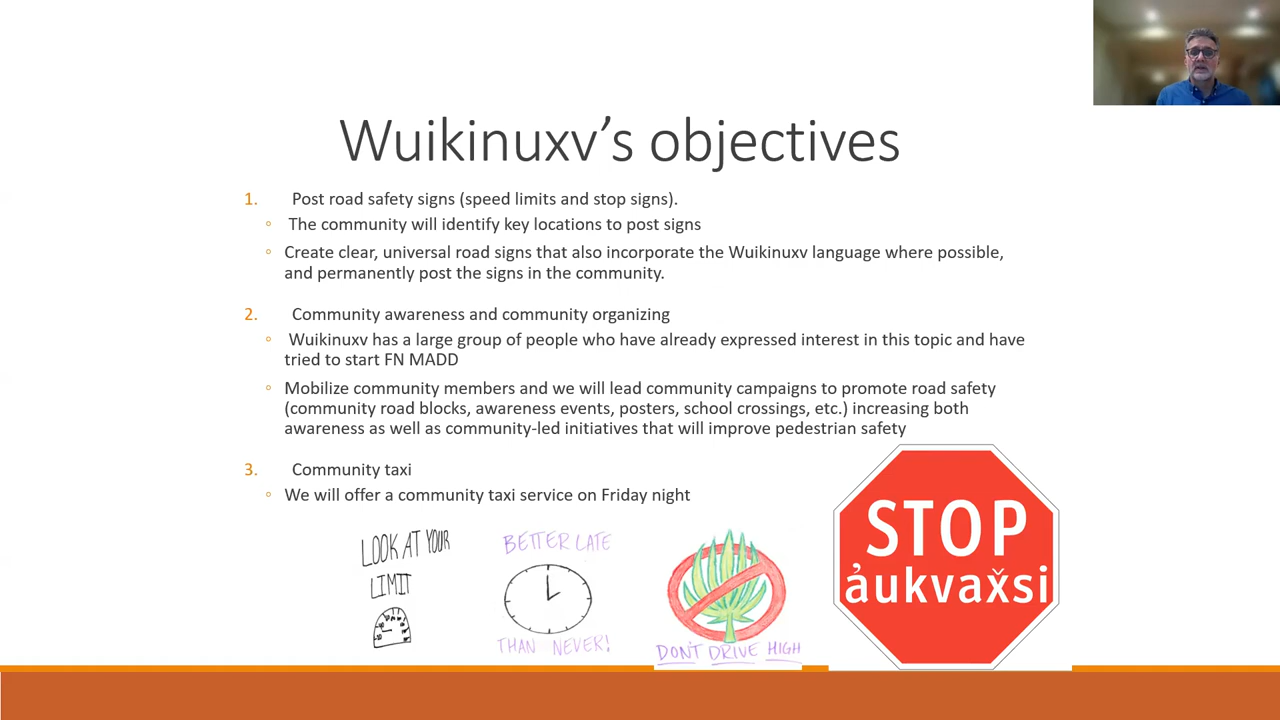 Wuikinuxv’s objectives
1. Post road safety signs (speed limits and stop signs).
◦ The community will identify key locations to post signs
◦ Create clear, universal road signs that also incorporate the Wuikinuxv language where possible,
and permanently post the signs in the community.
2. Community awareness and community organizing
◦ Wuikinuxv has a large group of people who have already expressed interest in this topic and have
tried to start FN MADD
◦ Mobilize community members and we will lead community campaigns to promote road safety
(community road blocks, awareness events, posters, school crossings, etc.) increasing both
awareness as well as community-led initiatives that will improve pedestrian safety
3. Community taxi
◦ We will offer a community taxi service on Friday night
LOOK AT YOUR
LIMIT
BETTER LATE
THAN NEVER!
DON'T DRIVE HIGH
STOP
a̓ukvax̌si